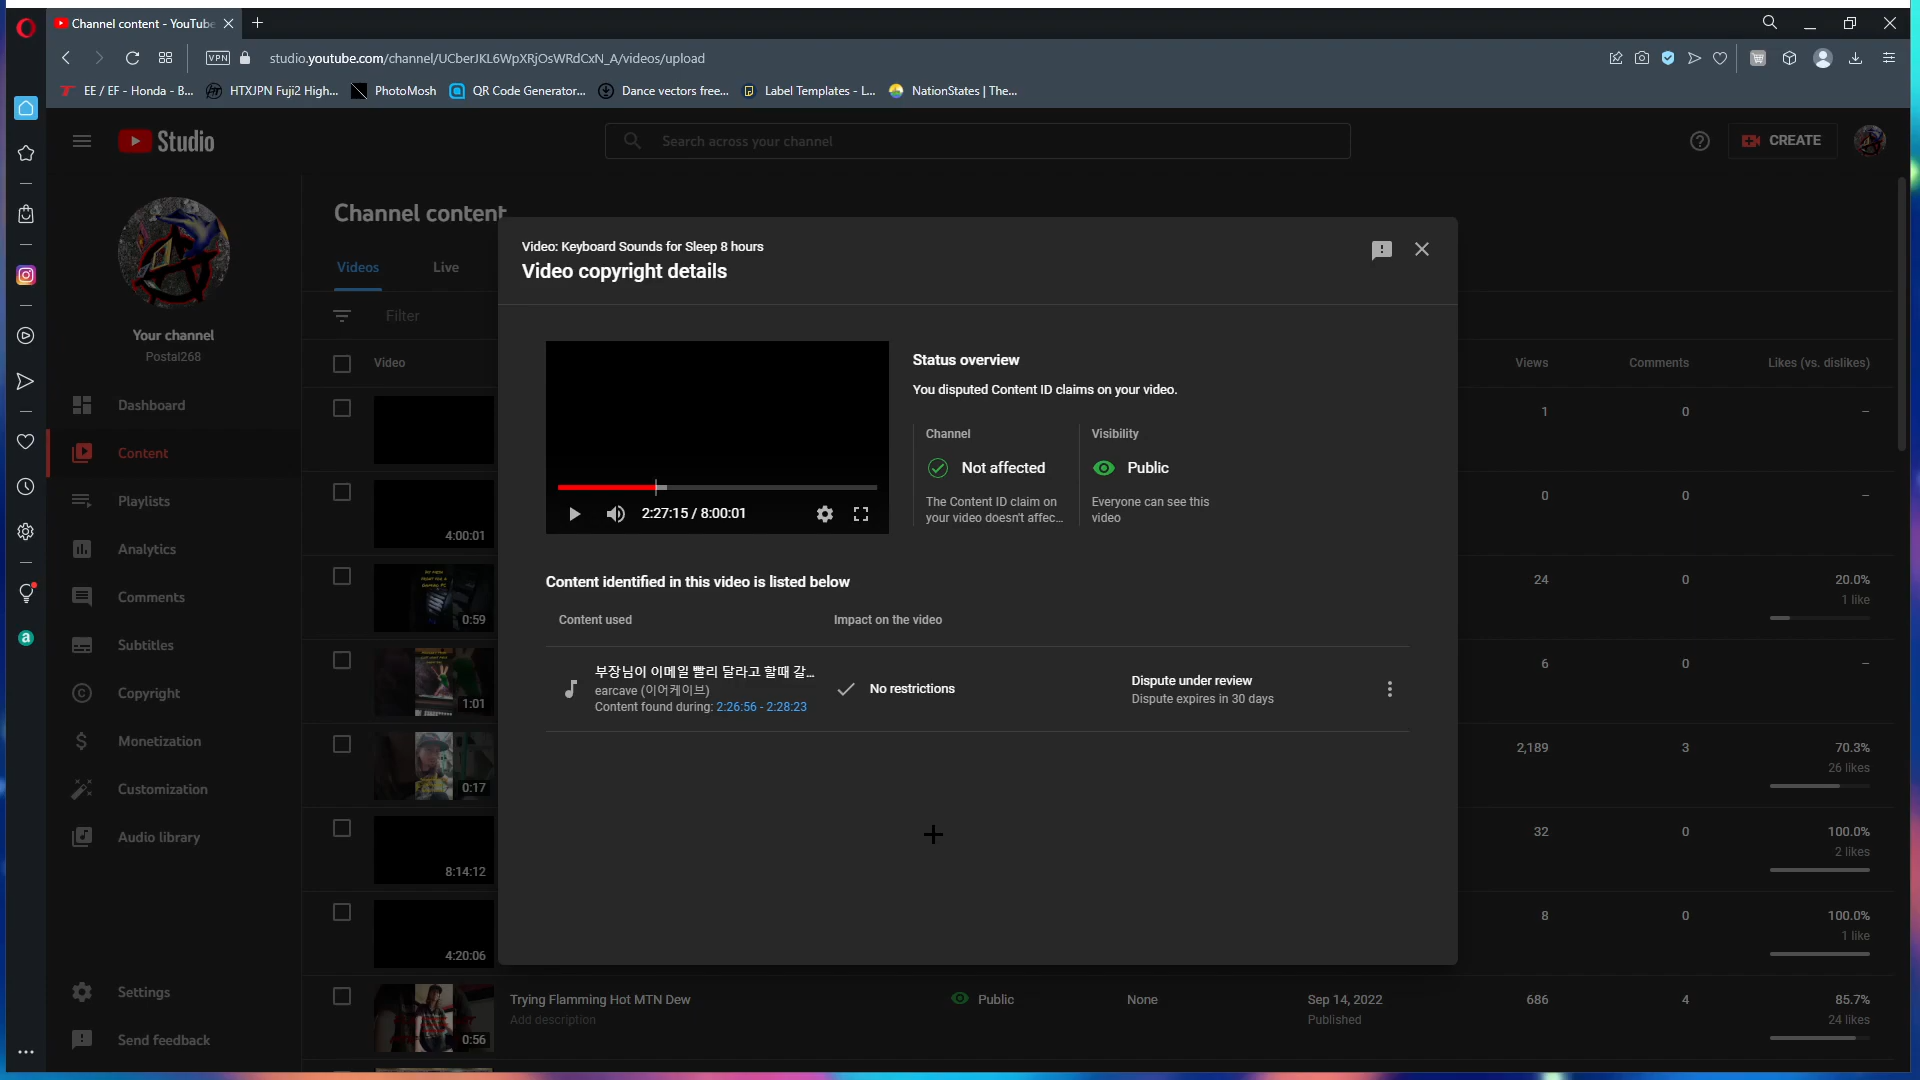 Channel content - YouTube
VPN
studio.youtube.com/channel/UCberJKL6WpXRjOsWRdCxN_A/videos/upload
EE / EF - Honda - B...
HTXJPN Fuji2 High...
PhotoMosh
QR Code Generator...
Dance vectors free...
Label Templates - L...
NationStates | The...
Studio
Search across your channel
CREATE
Your channel
Postal268
Dashboard
Content
Playlists
Analytics
Comments
Subtitles
Copyright
Monetization
Customization
Audio library
Settings
Send feedback
Channel content
Videos
Live
Filter
Video
Views
Comments
Likes (vs. dislikes)
1
0
–
4:00:01
0
0
–
0:59
24
0
20.0%
1 like
1:01
6
0
–
0:17
2,189
3
70.3%
26 likes
8:14:12
32
0
100.0%
2 likes
4:20:06
8
0
100.0%
1 like
0:56
Trying Flamming Hot MTN Dew
Add description
Public
None
Sep 14, 2022
Published
686
4
85.7%
24 likes
Video: Keyboard Sounds for Sleep 8 hours
Video copyright details
2:27:15 / 8:00:01
Status overview
You disputed Content ID claims on your video.
Channel
Not affected
The Content ID claim on
your video doesn't affec...
Visibility
Public
Everyone can see this
video
Content identified in this video is listed below
Content used
Impact on the video
부장님이 이메일 빨리 달라고 할때 갈...
earcave (이어케이브)
Content found during: 2:26:56 - 2:28:23
No restrictions
Dispute under review
Dispute expires in 30 days